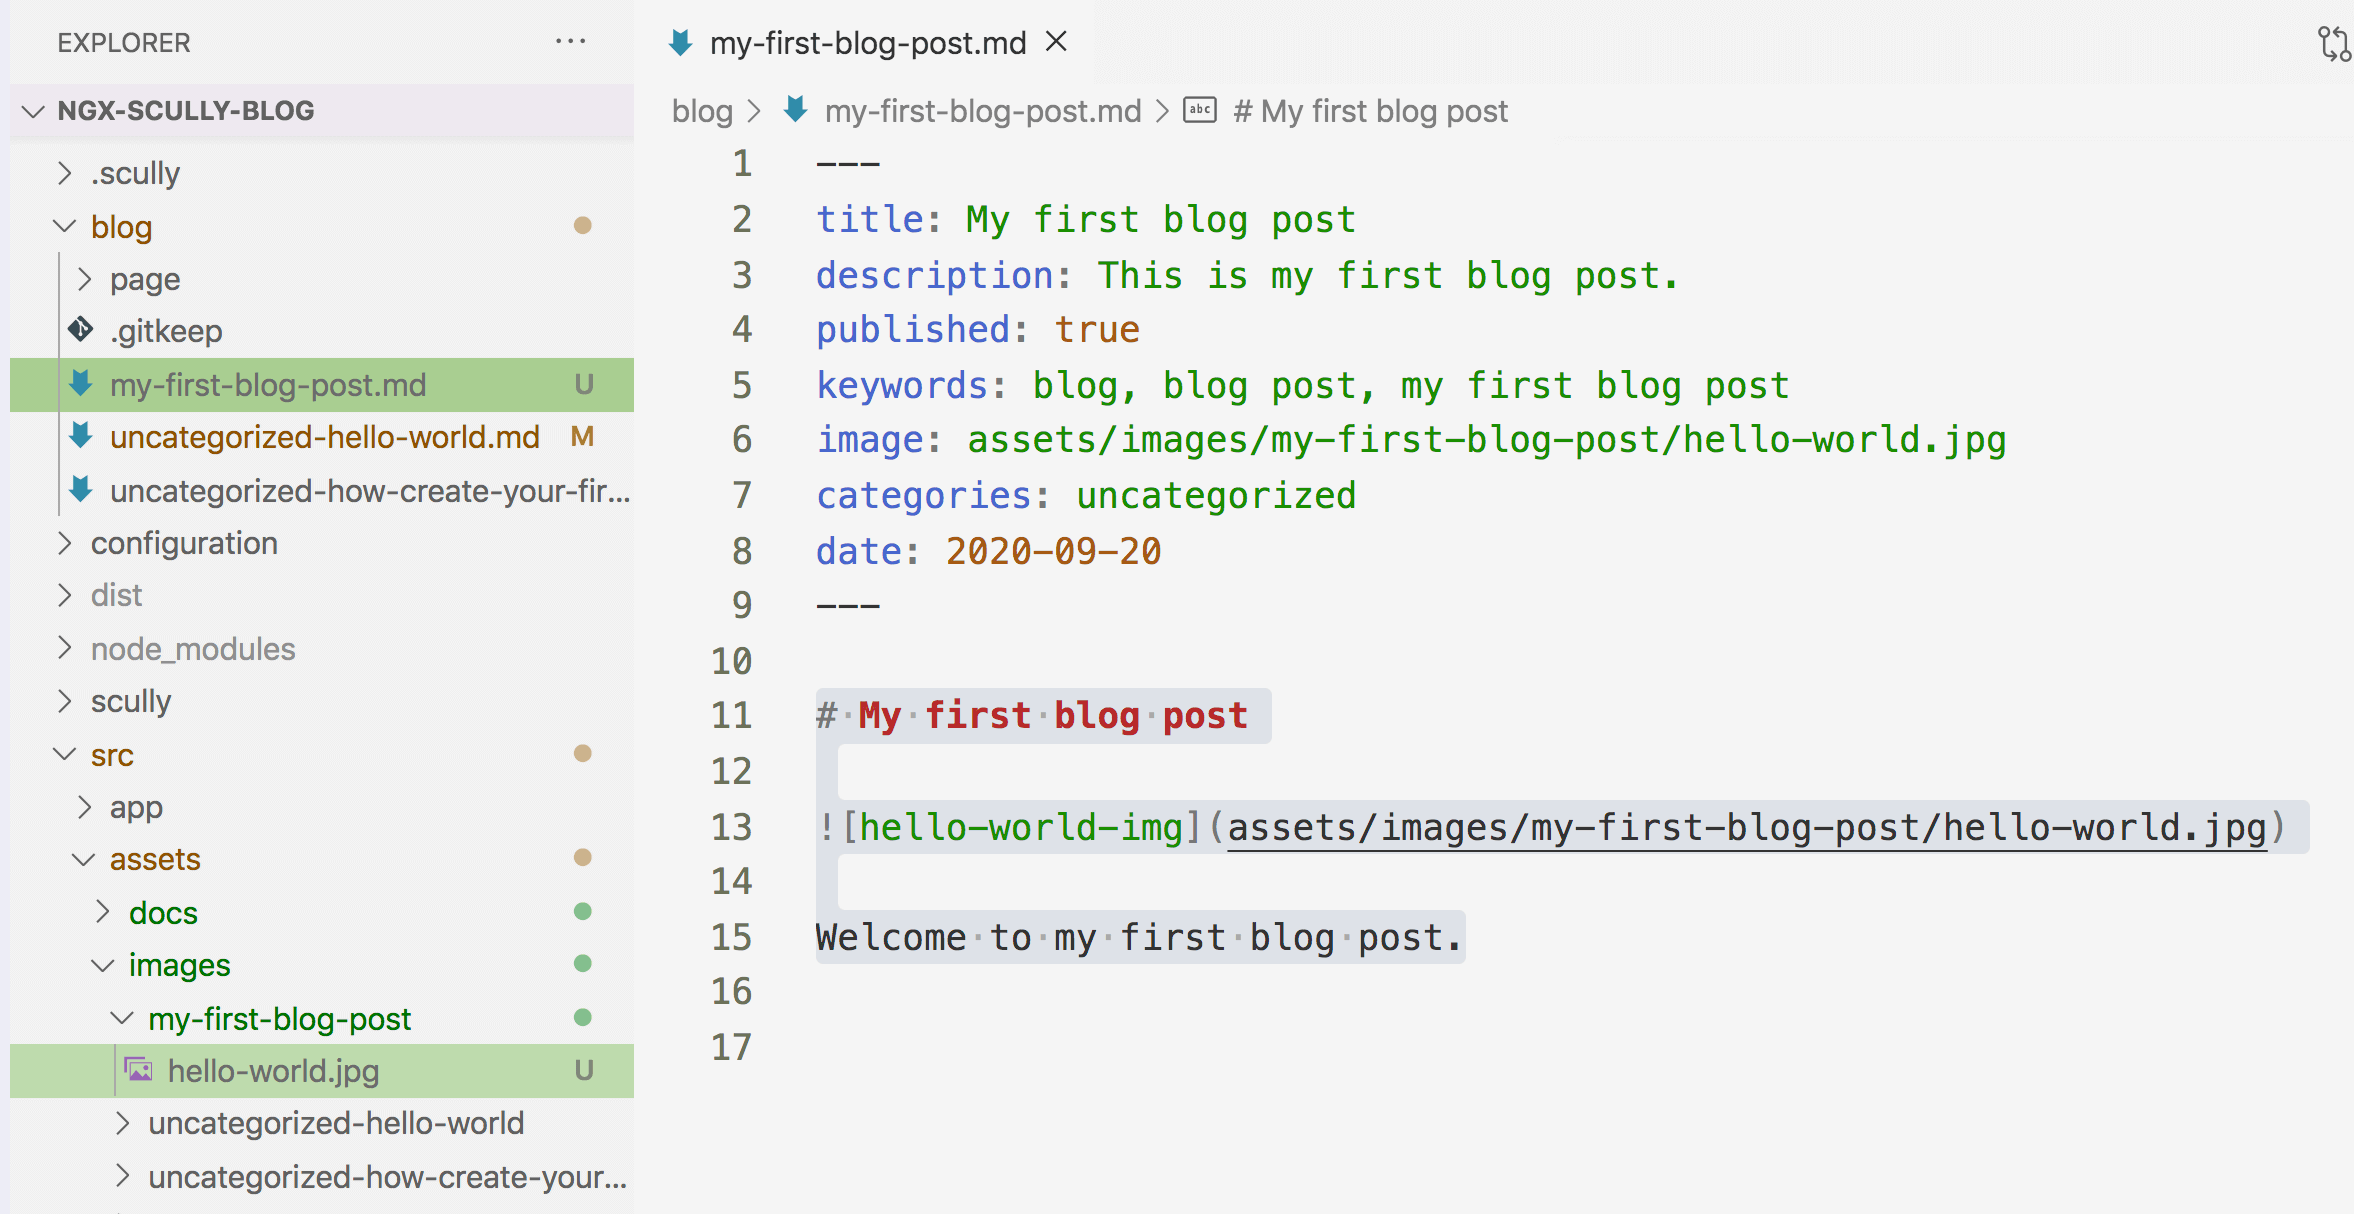 EXPLORER ...
NGX-SCULLY-BLOG
.scully
blog
page
.gitkeep
my-first-blog-post.md U
uncategorized-hello-world.md M
uncategorized-how-create-your-fir...
configuration
dist
node_modules
scully
src
app
assets
docs
images
my-first-blog-post
hello-world.jpg U
uncategorized-hello-world
uncategorized-how-create-your...
my-first-blog-post.md
blog > my-first-blog-post.md > abc # My first blog post
1 ---
2 title: My first blog post
3 description: This is my first blog post.
4 published: true
5 keywords: blog, blog post, my first blog post
6 image: assets/images/my-first-blog-post/hello-world.jpg
7 categories: uncategorized
8 date: 2020-09-20
9 ---
10
11 # My first blog post
12
13 ![hello-world-img](assets/images/my-first-blog-post/hello-world.jpg)
14
15 Welcome to my first blog post.
16
17